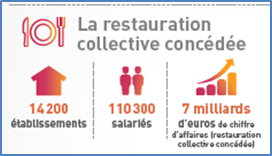 La restauration
collective concédée
14 200
établissements
110 300
salariés
7 milliards
d'euros de chiffre
d'affaires (restauration
collective concédée)